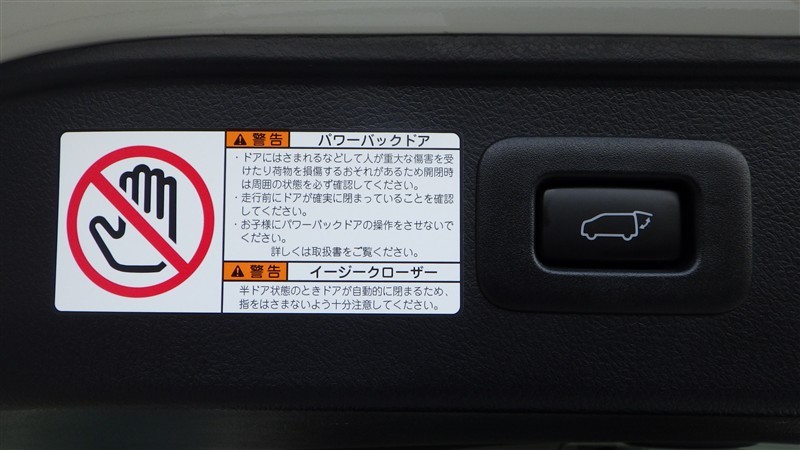 警告 パワーバックドア
・ドアにはさまれるなどして人が重大な傷害を受
けたり荷物を損傷するおそれがあるため開閉時
は周囲の状態を必ず確認してください。
・走行前にドアが確実に閉まっていることを確認
してください。
・お子様にパワーバックドアの操作をさせないで
ください。
詳しくは取扱書をご覧ください。
警告 イージークローザー
半ドア状態のときドアが自動的に閉まるため、
指をはさまないよう十分注意してください。